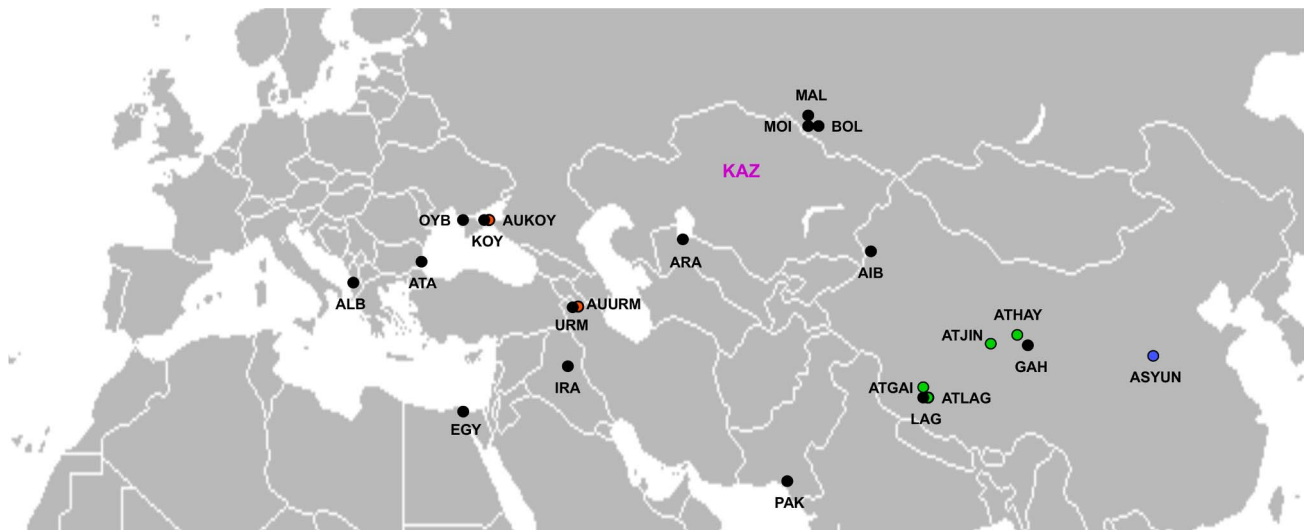 MAL
MOI BOL
KAZ
OYB AUKOY
KOY
ARA
AIB
ATA
ALB
AUURM
URM
ATHAY
ATJIN
GAH
ASYUN
IRA
ATGAI
ATLAG
LAG
EGY
PAK